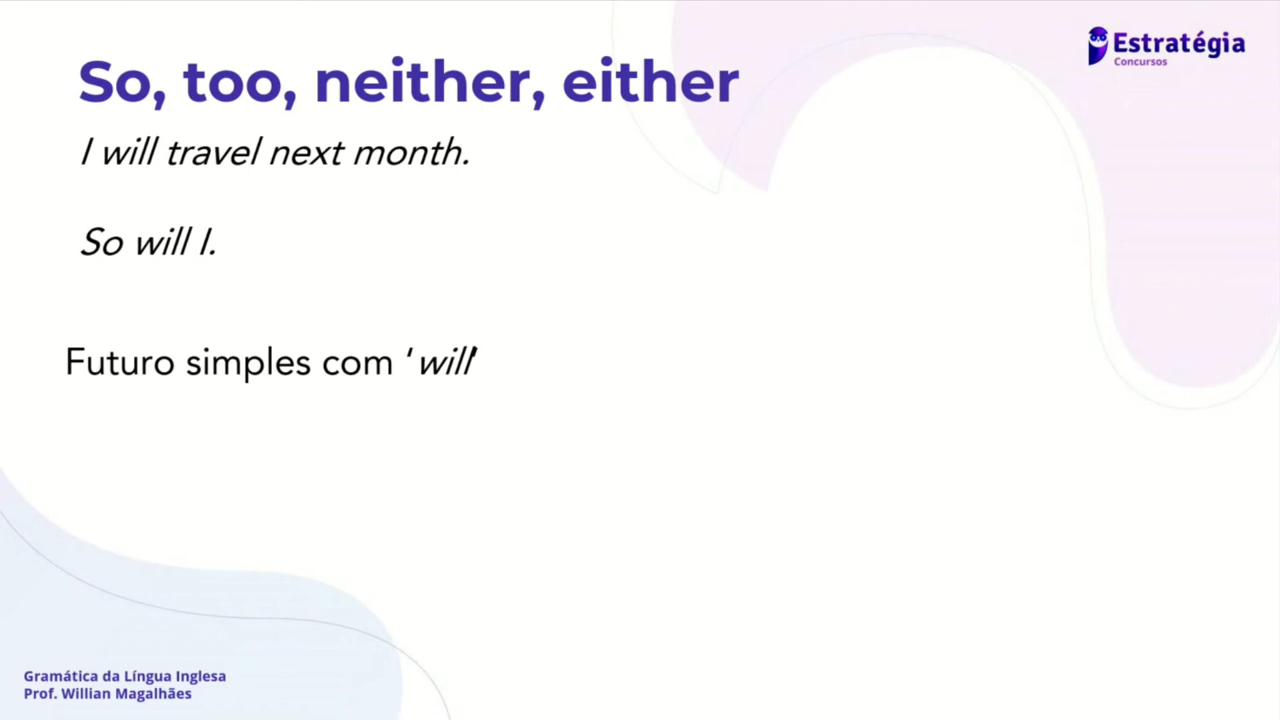 Estratégia
Concursos
So, too, neither, either
I will travel next month.
So will I.
Futuro simples com ‘will’
Gramática da Língua Inglesa
Prof. Willian Magalhães